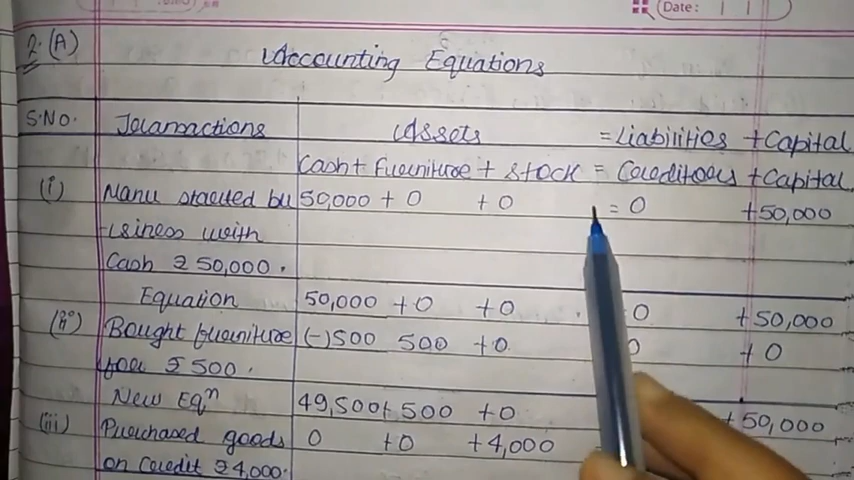 Date:
2.(A) Accounting Equations
S.No. Transactions Assets = Liabilities + Capital
Cash + Furniture + Stock = Creditors + Capital
(i) Manu started bu 50,000 + 0 + 0 = 0 + 50,000
-siness with
Cash ₹ 50,000.
Equation 50,000 + 0 + 0 0 + 50,000
(ii) Bought furniture (-)500 500 + 0 0 + 0
for ₹ 500.
New Eqⁿ 49,500 + 500 + 0 + 50,000
(iii) Purchased goods 0 + 0 + 4,000
on Credit ₹ 4,000.